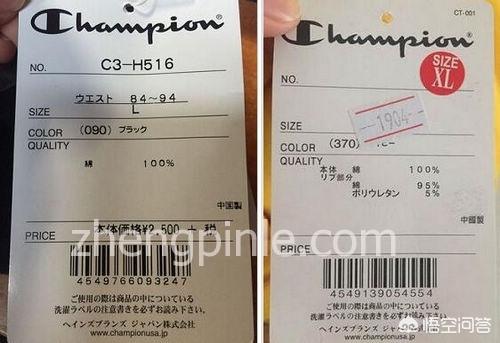 Champion
NO. C3-H516
ウエスト 84～94
SIZE L
COLOR (090) ブラック
QUALITY
綿 100%
中国製
本体価格¥2,500 + 税
PRICE
4549766093247
ご使用の際は商品の中についている
洗濯ラベルの注意書きを必ずお読み下さい。
ヘインズブランズ ジャパン株式会社
www.championusa.jp
CT-001
Champion
NO.
SIZE
XL
1904
SIZE
COLOR (370)
QUALITY
本体 綿 100%
リブ部分
綿 95%
ポリウレタン 5%
中國製
PRICE
4549139054554
ご使用の際は商品の中についている
洗濯ラベルの注意書きを必ずお読み下さい。
ヘインズブランズ ジャパン株式会社
www.championusa.jp
zhengpinle.com
悟空问答